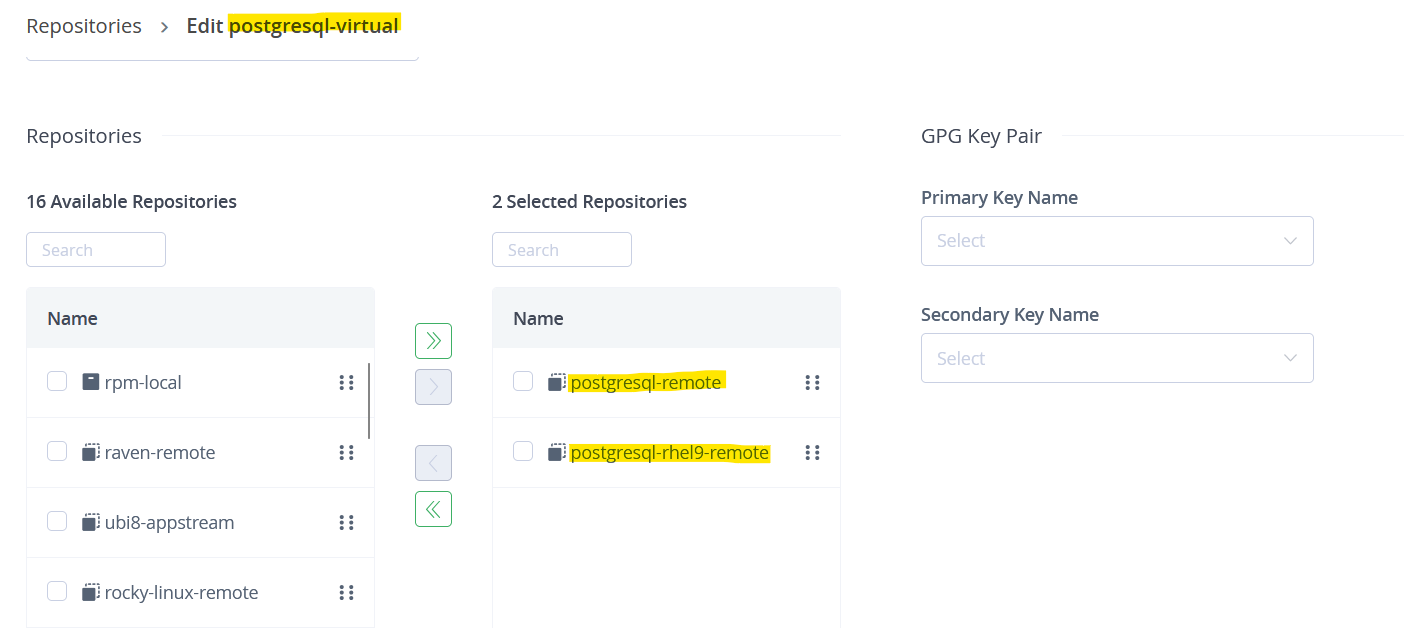 Repositories > Edit postgresql-virtual
Repositories
16 Available Repositories
Search
Name
rpm-local
raven-remote
ubi8-appstream
rocky-linux-remote
2 Selected Repositories
Search
Name
postgresql-remote
postgresql-rhel9-remote
GPG Key Pair
Primary Key Name
Select
Secondary Key Name
Select